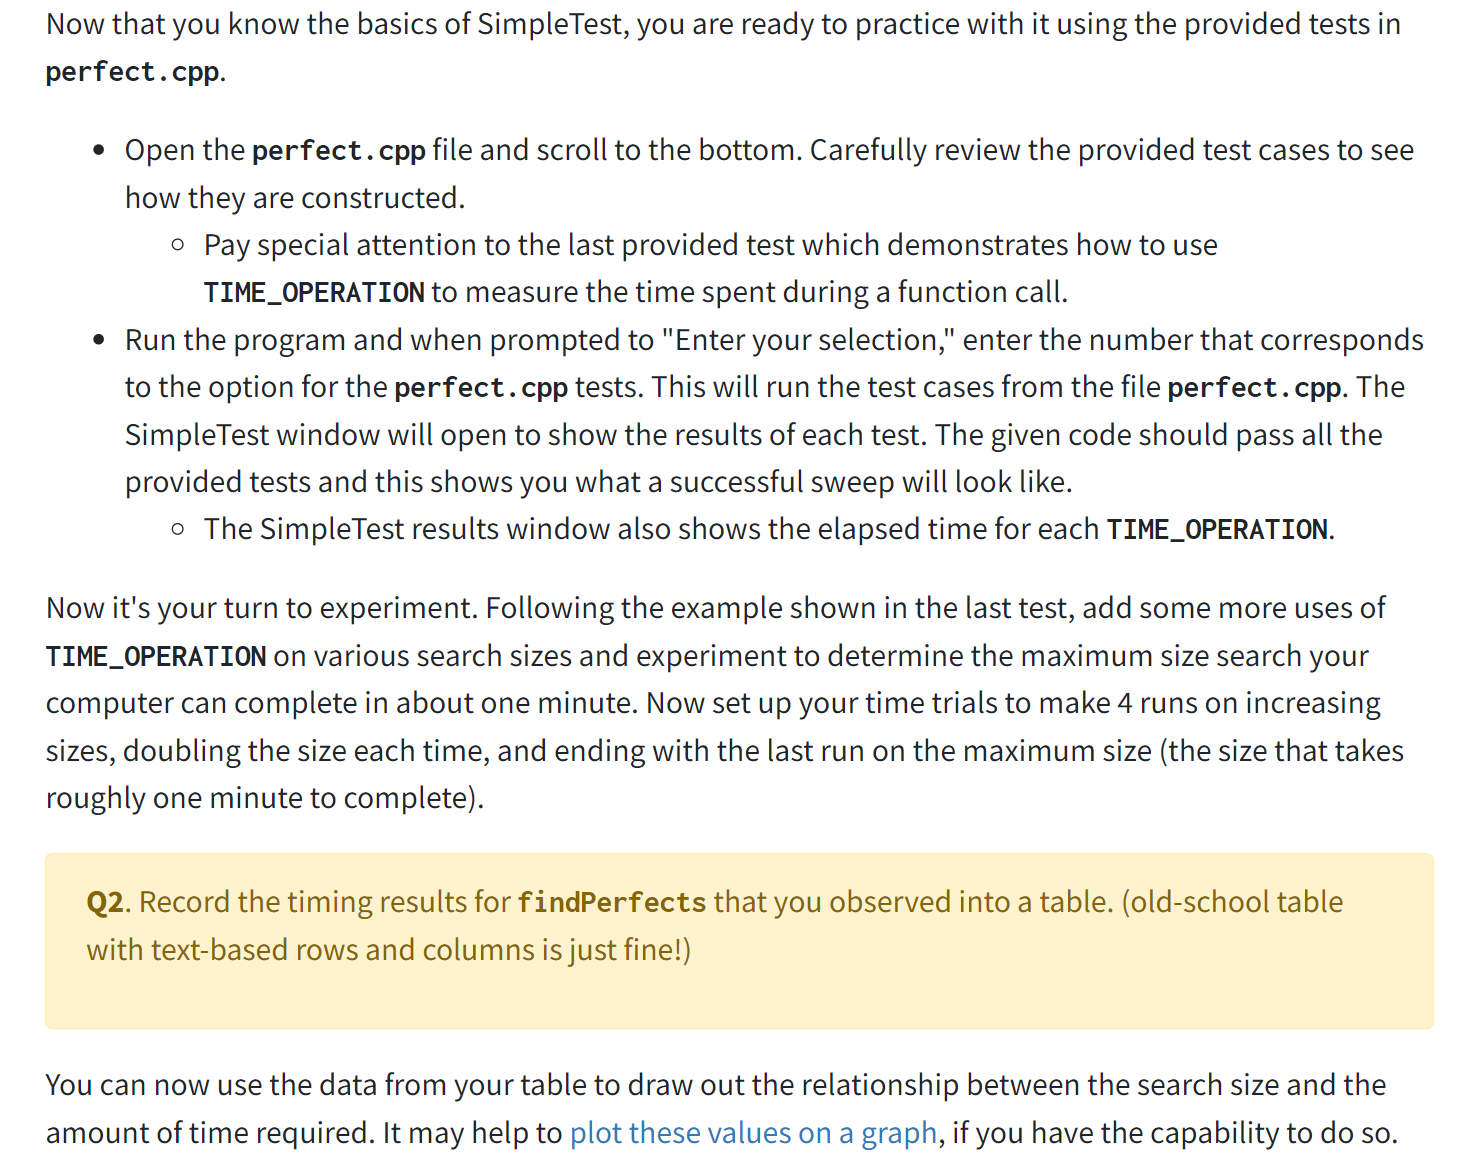 Now that you know the basics of SimpleTest, you are ready to practice with it using the provided tests in
perfect.cpp.
• Open the perfect.cpp file and scroll to the bottom. Carefully review the provided test cases to see
how they are constructed.
○ Pay special attention to the last provided test which demonstrates how to use
TIME_OPERATION to measure the time spent during a function call.
• Run the program and when prompted to "Enter your selection," enter the number that corresponds
to the option for the perfect.cpp tests. This will run the test cases from the file perfect.cpp. The
SimpleTest window will open to show the results of each test. The given code should pass all the
provided tests and this shows you what a successful sweep will look like.
○ The SimpleTest results window also shows the elapsed time for each TIME_OPERATION.
Now it's your turn to experiment. Following the example shown in the last test, add some more uses of
TIME_OPERATION on various search sizes and experiment to determine the maximum size search your
computer can complete in about one minute. Now set up your time trials to make 4 runs on increasing
sizes, doubling the size each time, and ending with the last run on the maximum size (the size that takes
roughly one minute to complete).
Q2. Record the timing results for findPerfects that you observed into a table. (old-school table
with text-based rows and columns is just fine!)
You can now use the data from your table to draw out the relationship between the search size and the
amount of time required. It may help to plot these values on a graph, if you have the capability to do so.